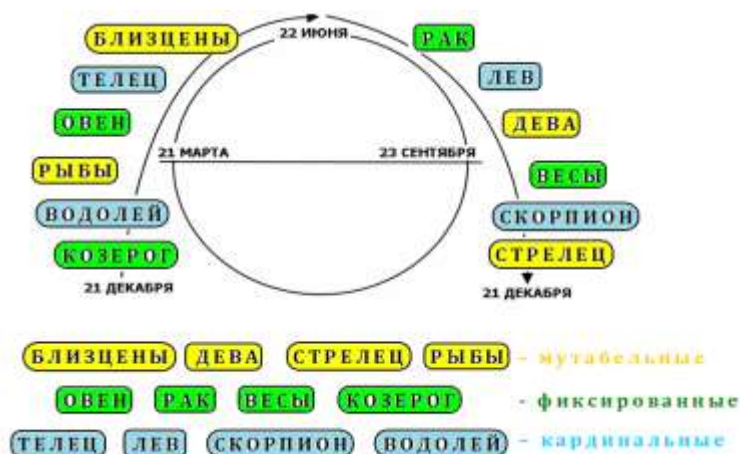 БЛИЗЦЕНЫ
22 ИЮНЯ
РАК
ТЕЛЕЦ
ЛЕВ
ОВЕН
ДЕВА
21 МАРТА
23 СЕНТЯБРЯ
РЫБЫ
ВЕСЫ
ВОДОЛЕЙ
СКОРПИОН
КОЗЕРОГ
СТРЕЛЕЦ
21 ДЕКАБРЯ
21 ДЕКАБРЯ
БЛИЗЦЕНЫ ДЕВА СТРЕЛЕЦ РЫБЫ - мутабельные
ОВЕН РАК ВЕСЫ КОЗЕРОГ - фиксированные
ТЕЛЕЦ ЛЕВ СКОРПИОН ВОДОЛЕЙ - кардинальные